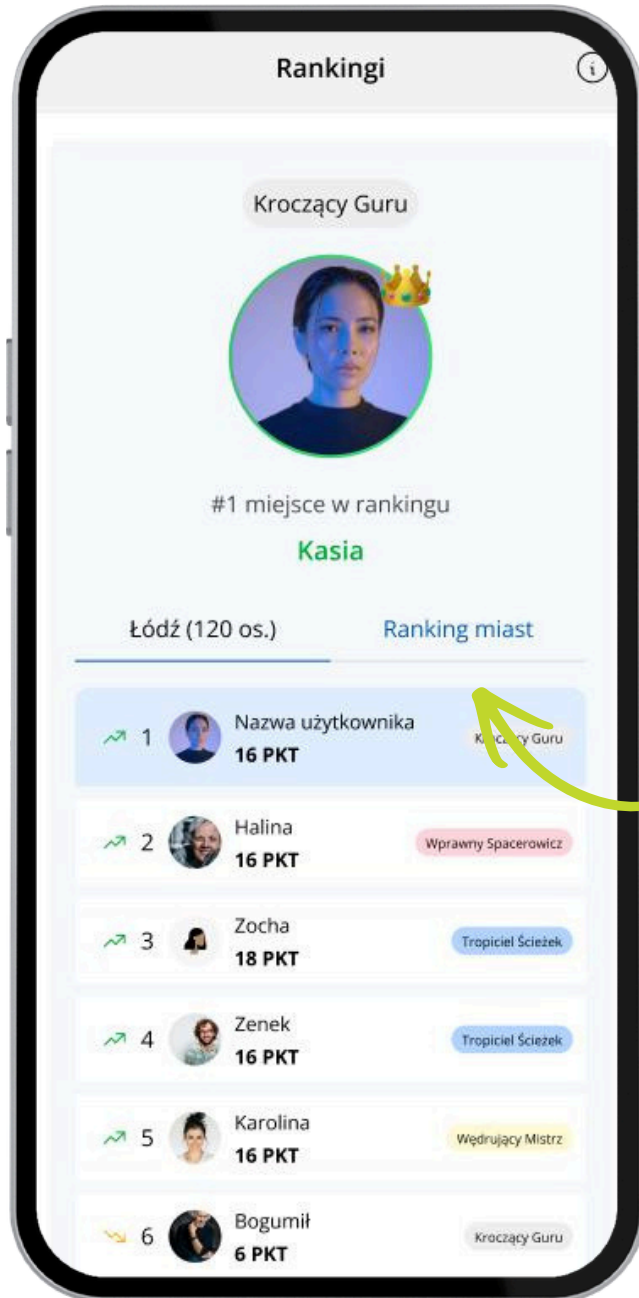 Rankingi
Kroczący Guru
#1 miejsce w rankingu
Kasia
Łódź (120 os.)
Ranking miast
1
Nazwa użytkownika
16 PKT
Kroczący Guru
2
Halina
16 PKT
Wprawny Spacerowicz
3
Zocha
18 PKT
Tropiciel Ścieżek
4
Zenek
16 PKT
Tropiciel Ścieżek
5
Karolina
16 PKT
Wędrujący Mistrz
6
Bogumił
6 PKT
Kroczący Guru